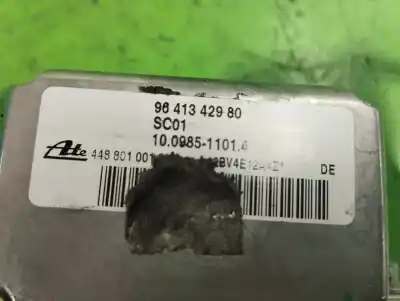 96 413 429 80
SC01
10.0985-1101.4
Ate 448 801 001 DE